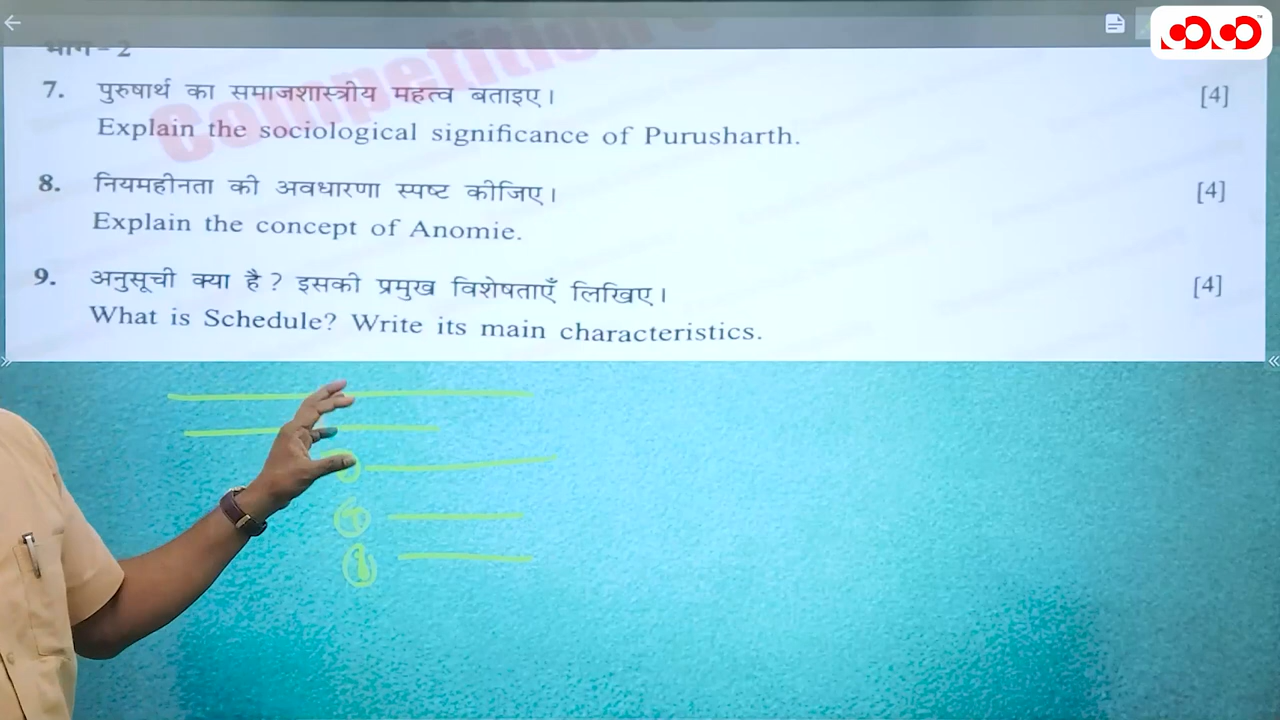 भाग – 2
7. पुरुषार्थ का समाजशास्त्रीय महत्व बताइए। [4]
Explain the sociological significance of Purusharth.
competition
8. नियमहीनता की अवधारणा स्पष्ट कीजिए। [4]
Explain the concept of Anomie.
9. अनुसूची क्या है? इसकी प्रमुख विशेषताएँ लिखिए। [4]
What is Schedule? Write its main characteristics.